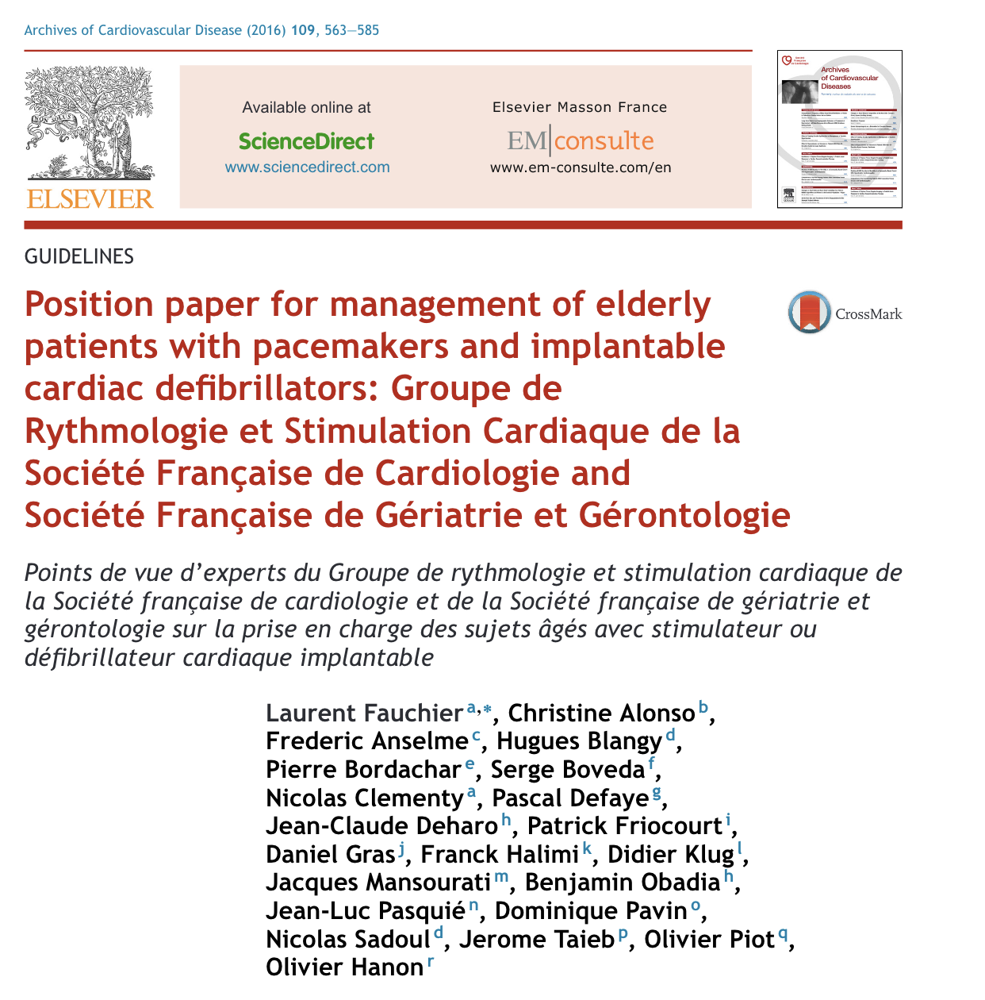 Archives of Cardiovascular Disease (2016) 109, 563—585
NON SOLUS
ELSEVIER
Available online at
ScienceDirect
www.sciencedirect.com
Elsevier Masson France
EM|consulte
www.em-consulte.com/en
Archives
of Cardiovascular
Diseases
GUIDELINES
Position paper for management of elderly
patients with pacemakers and implantable
cardiac defibrillators: Groupe de
Rythmologie et Stimulation Cardiaque de la
Société Française de Cardiologie and
Société Française de Gériatrie et Gérontologie
CrossMark
Points de vue d’experts du Groupe de rythmologie et stimulation cardiaque de
la Société française de cardiologie et de la Société française de gériatrie et
gérontologie sur la prise en charge des sujets âgés avec stimulateur ou
défibrillateur cardiaque implantable
Laurent Fauchier a,*, Christine Alonso b,
Frederic Anselme c, Hugues Blangy d,
Pierre Bordachar e, Serge Boveda f,
Nicolas Clementy a, Pascal Defaye g,
Jean-Claude Deharo h, Patrick Friocourt i,
Daniel Gras j, Franck Halimi k, Didier Klug l,
Jacques Mansourati m, Benjamin Obadia h,
Jean-Luc Pasquié n, Dominique Pavin o,
Nicolas Sadoul d, Jerome Taieb p, Olivier Piot q,
Olivier Hanon r